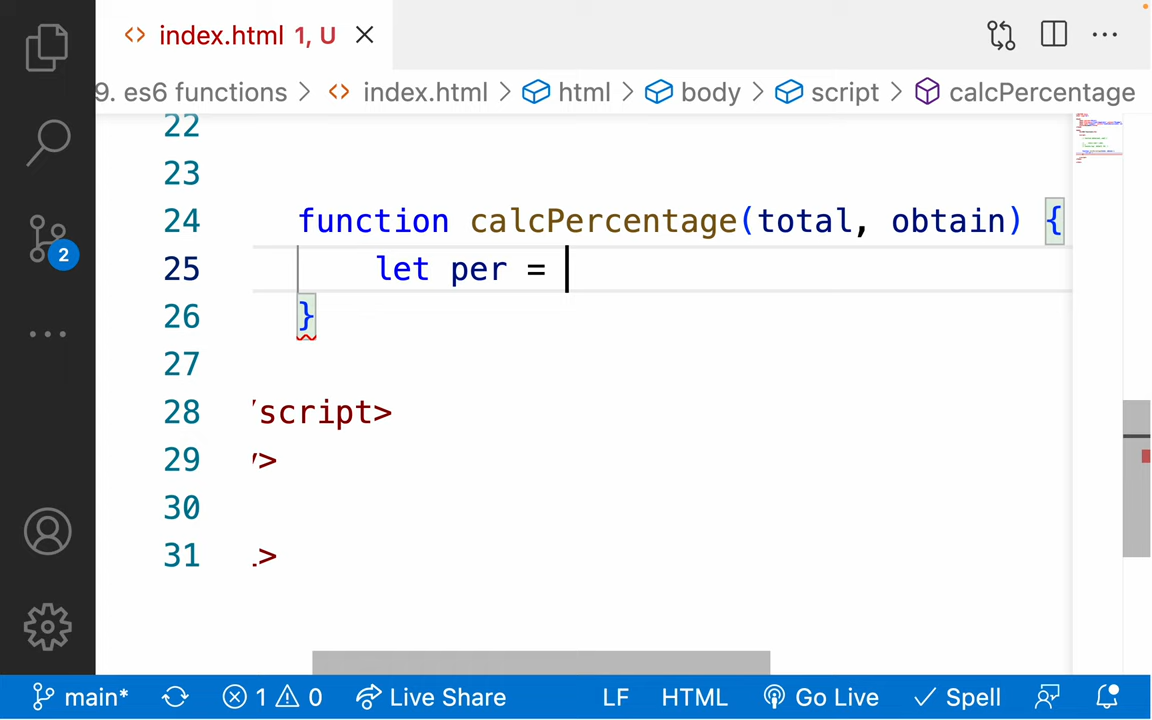 index.html 1, U
9. es6 functions > index.html > html > body > script > calcPercentage
22
23
24 function calcPercentage(total, obtain) {
25 let per =
26 }
27
28 /script>
29 />
30
31 >
2
main* 1 0 Live Share LF HTML Go Live Spell